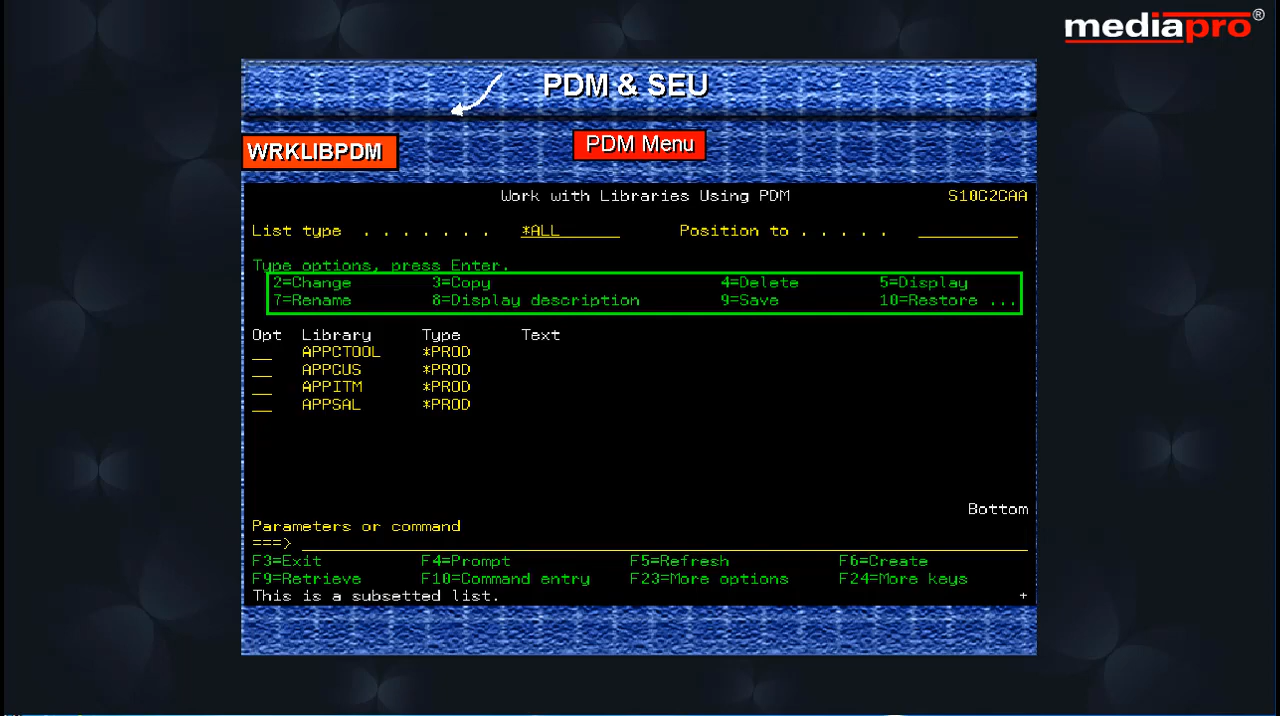 mediapro®
PDM & SEU
WRKLIBPDM
PDM Menu
Work with Libraries Using PDM S10C2CAA
List type . . . . . . . *ALL Position to . . . . .
Type options, press Enter.
2=Change 3=Copy 4=Delete 5=Display
7=Rename 8=Display description 9=Save 10=Restore ...
Opt Library Type Text
APPCTOOL *PROD
APPCUS *PROD
APPITM *PROD
APPSAL *PROD
Bottom
Parameters or command
===>
F3=Exit F4=Prompt F5=Refresh F6=Create
F9=Retrieve F10=Command entry F23=More options F24=More keys
This is a subsetted list. +